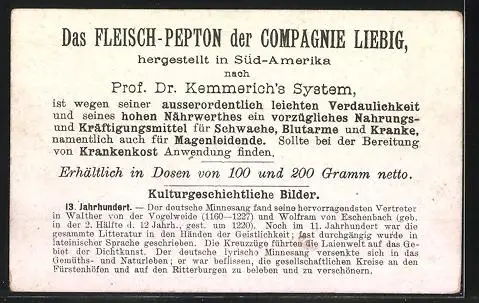 Das FLEISCH-PEPTON der COMPAGNIE LIEBIG,
hergestellt in Süd-Amerika
nach
Prof. Dr. Kemmerich's System,
ist wegen seiner ausserordentlich leichten Verdaulichkeit
und seines hohen Nährwerthes ein vorzügliches Nahrungs-
und Kräftigungsmittel für Schwache, Blutarme und Kranke,
namentlich auch für Magenleidende. Sollte bei der Bereitung
von Krankenkost Anwendung finden.
Erhältlich in Dosen von 100 und 200 Gramm netto.
Kulturgeschichtliche Bilder.
13. Jahrhundert. — Der deutsche Minnesang fand seine hervorragendsten Vertreter
in Walther von der Vogelweide (1160—1227) und Wolfram von Eschenbach (geb.
in der 2. Hälfte d. 12 Jahrh., gest. um 1220). Noch im 11. Jahrhundert war die
gesammte Litteratur in den Händen der Geistlichkeit; fast durchgängig wurde in
lateinischer Sprache geschrieben. Die Kreuzzüge führten die Laienwelt auf das Ge-
biet der Dichtkunst. Der deutsche lyrische Minnesang versenkte sich in das
Gemüths- und Naturleben; er war beflissen, die gesellschaftlichen Kreise an den
Fürstenhöfen und auf den Ritterburgen zu beleben und zu verschönern.